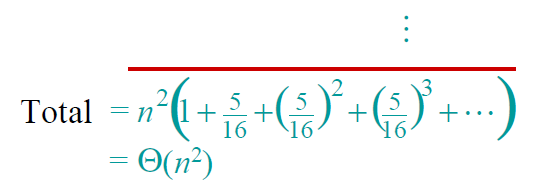 ⋮
Total = n²(1 + 5/16 + (5/16)² + (5/16)³ + ⋯)
= Θ(n²)